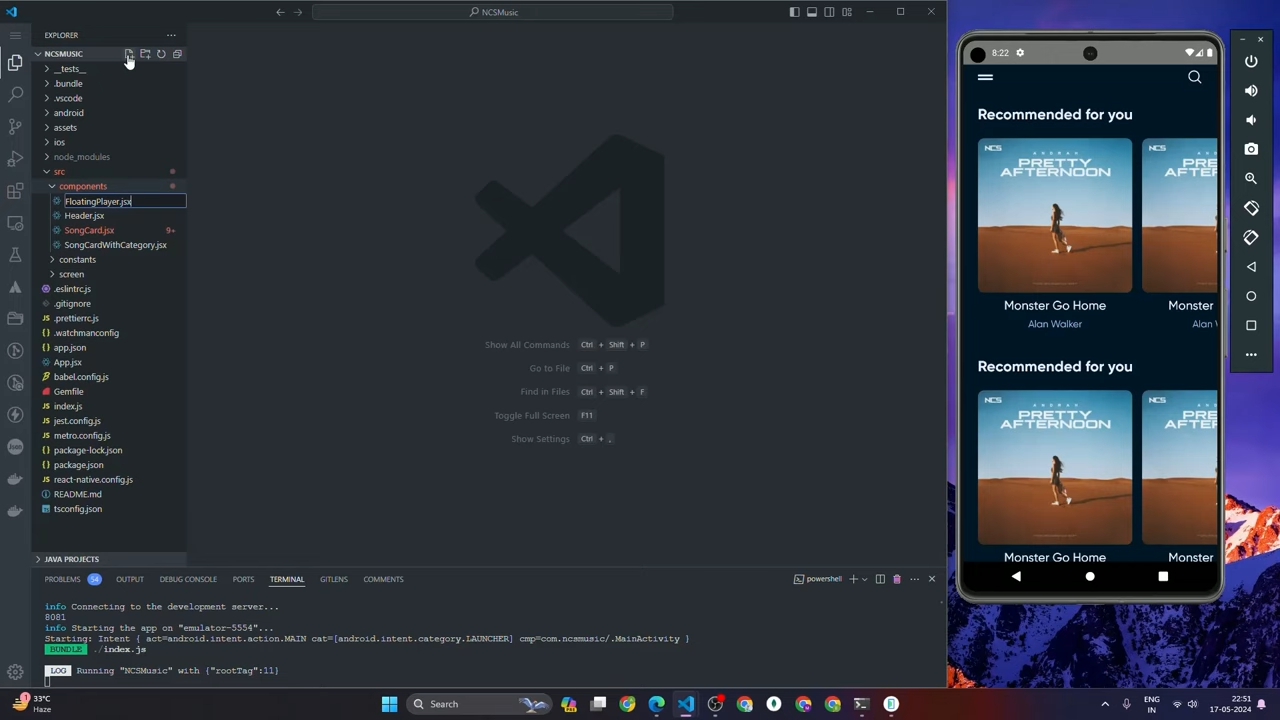 NCSMusic
EXPLORER
NCSMUSIC
__tests__
.bundle
.vscode
android
assets
ios
node_modules
src
components
FloatingPlayer.jsx
Header.jsx
SongCard.jsx 9+
SongCardWithCategory.jsx
constants
screen
.eslintrc.js
.gitignore
.prettierrc.js
.watchmanconfig
app.json
App.jsx
babel.config.js
Gemfile
index.js
jest.config.js
metro.config.js
package-lock.json
package.json
react-native.config.js
README.md
tsconfig.json
JAVA PROJECTS
Show All Commands Ctrl + Shift + P
Go to File Ctrl + P
Find in Files Ctrl + Shift + F
Toggle Full Screen F11
Show Settings Ctrl + ,
PROBLEMS 54 OUTPUT DEBUG CONSOLE PORTS TERMINAL GITLENS COMMENTS
powershell
info Connecting to the development server...
8081
info Starting the app on "emulator-5554"...
Starting: Intent { act=android.intent.action.MAIN cat=[android.intent.category.LAUNCHER] cmp=com.ncsmusic/.MainActivity }
BUNDLE ./index.js
LOG Running "NCSMusic" with {"rootTag":11}
8:22
Recommended for you
NCS
PRETTY
AFTERNOON
Monster Go Home
Monster
Alan Walker
Alan W
Recommended for you
NCS
PRETTY
AFTERNOON
Monster Go Home
Monster
1
33°C
Haze
Search
ENG
IN
22:51
17-05-2024